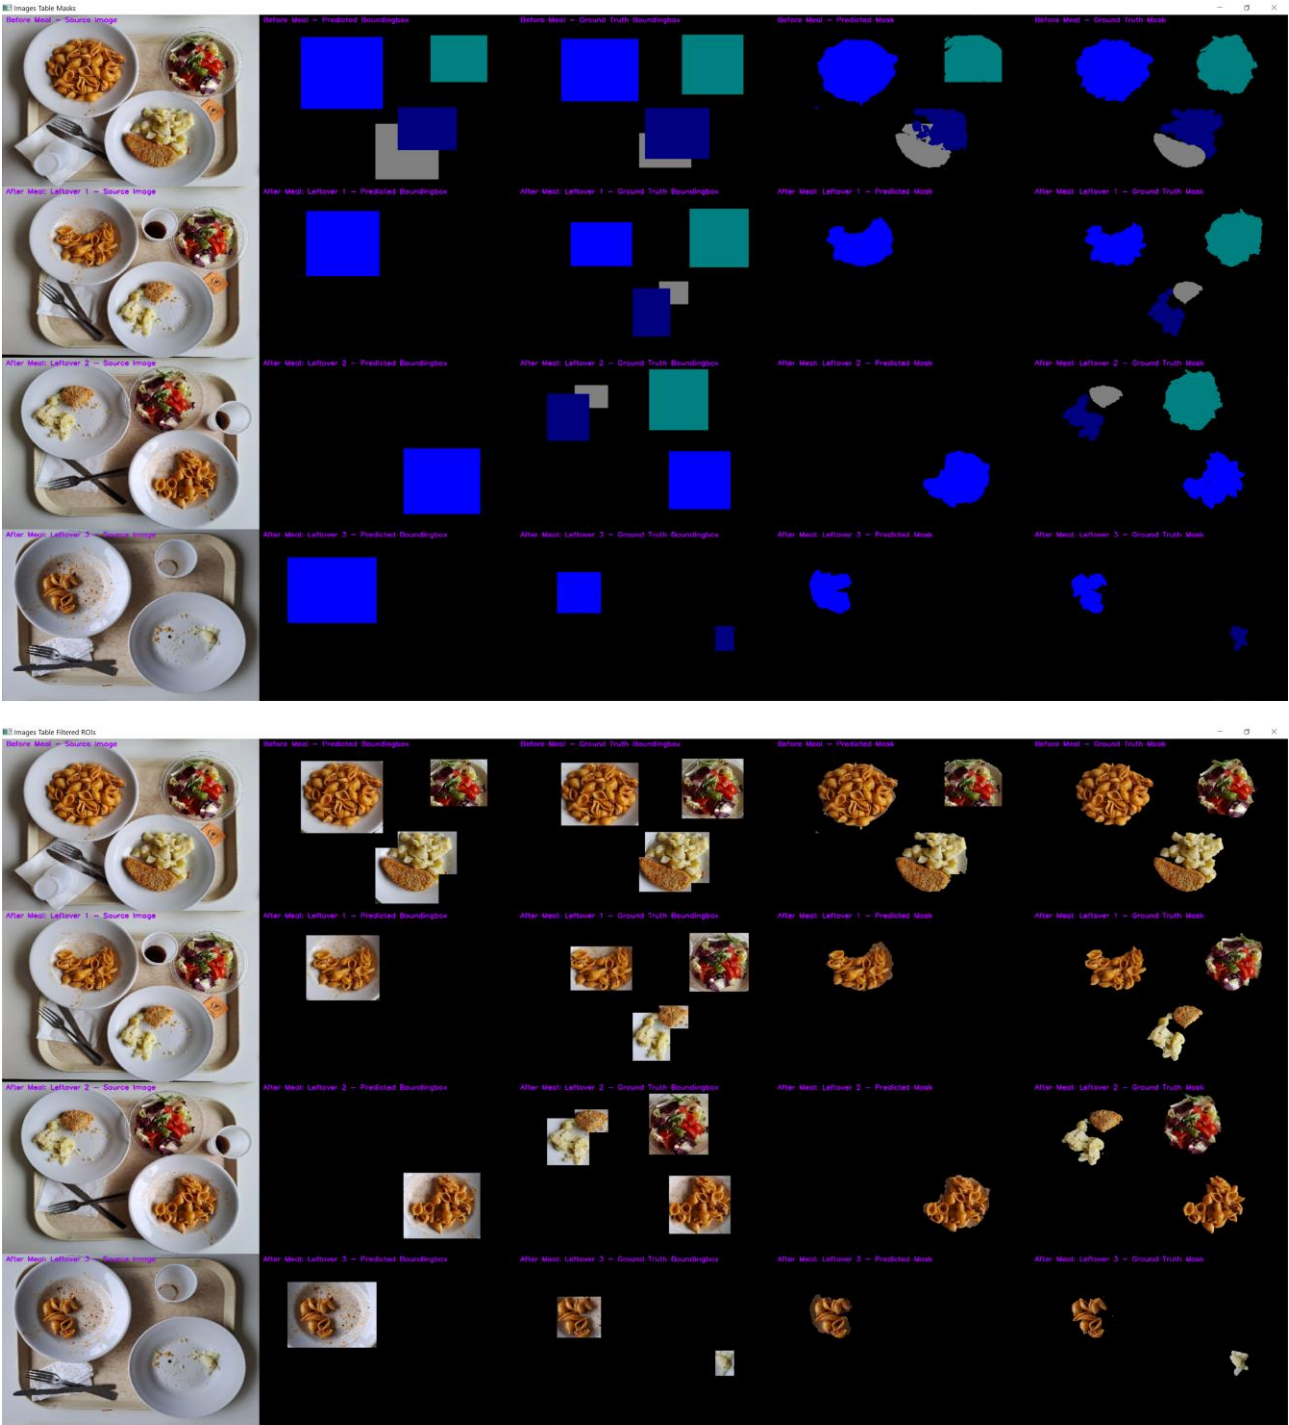 Images Table Masks
Before Meal - Source Image
Before Meal - Predicted Boundingbox
Before Meal - Ground Truth Boundingbox
Before Meal - Predicted Mask
Before Meal - Ground Truth Mask
After Meal: Leftover 1 - Source Image
After Meal: Leftover 1 - Predicted Boundingbox
After Meal: Leftover 1 - Ground Truth Boundingbox
After Meal: Leftover 1 - Predicted Mask
After Meal: Leftover 1 - Ground Truth Mask
After Meal: Leftover 2 - Source Image
After Meal: Leftover 2 - Predicted Boundingbox
After Meal: Leftover 2 - Ground Truth Boundingbox
After Meal: Leftover 2 - Predicted Mask
After Meal: Leftover 2 - Ground Truth Mask
After Meal: Leftover 3 - Source Image
After Meal: Leftover 3 - Predicted Boundingbox
After Meal: Leftover 3 - Ground Truth Boundingbox
After Meal: Leftover 3 - Predicted Mask
After Meal: Leftover 3 - Ground Truth Mask
Images Table Filtered ROIs
Before Meal - Source Image
Before Meal - Predicted Boundingbox
Before Meal - Ground Truth Boundingbox
Before Meal - Predicted Mask
Before Meal - Ground Truth Mask
After Meal: Leftover 1 - Source Image
After Meal: Leftover 1 - Predicted Boundingbox
After Meal: Leftover 1 - Ground Truth Boundingbox
After Meal: Leftover 1 - Predicted Mask
After Meal: Leftover 1 - Ground Truth Mask
After Meal: Leftover 2 - Source Image
After Meal: Leftover 2 - Predicted Boundingbox
After Meal: Leftover 2 - Ground Truth Boundingbox
After Meal: Leftover 2 - Predicted Mask
After Meal: Leftover 2 - Ground Truth Mask
After Meal: Leftover 3 - Source Image
After Meal: Leftover 3 - Predicted Boundingbox
After Meal: Leftover 3 - Ground Truth Boundingbox
After Meal: Leftover 3 - Predicted Mask
After Meal: Leftover 3 - Ground Truth Mask